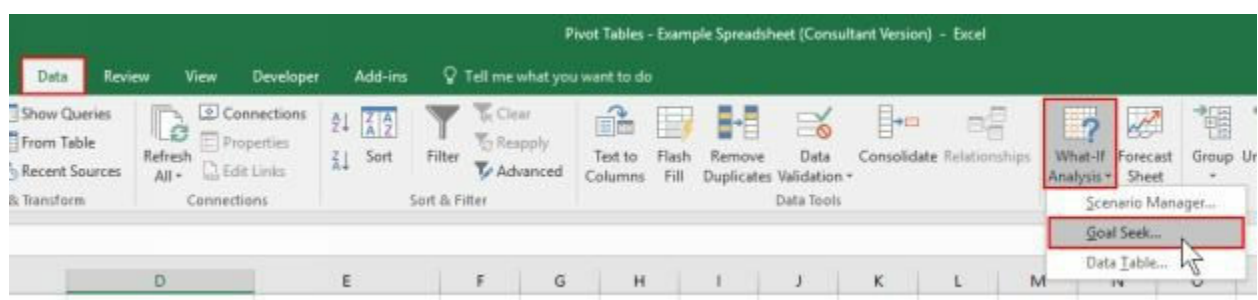 Pivot Tables - Example Spreadsheet (Consultant Version) - Excel
Data Review View Developer Add-ins Tell me what you want to do
Show Queries
From Table
Recent Sources
& Transform
Refresh
All
Connections
Properties
Edit Links
Connections
Sort
Filter
Clear
Reapply
Advanced
Sort & Filter
Text to
Columns
Flash
Fill
Remove
Duplicates
Data
Validation
Consolidate
Relationships
Data Tools
What-If
Analysis
Forecast
Sheet
Group
Scenario Manager...
Goal Seek...
Data Table...
D E F G H I J K L M